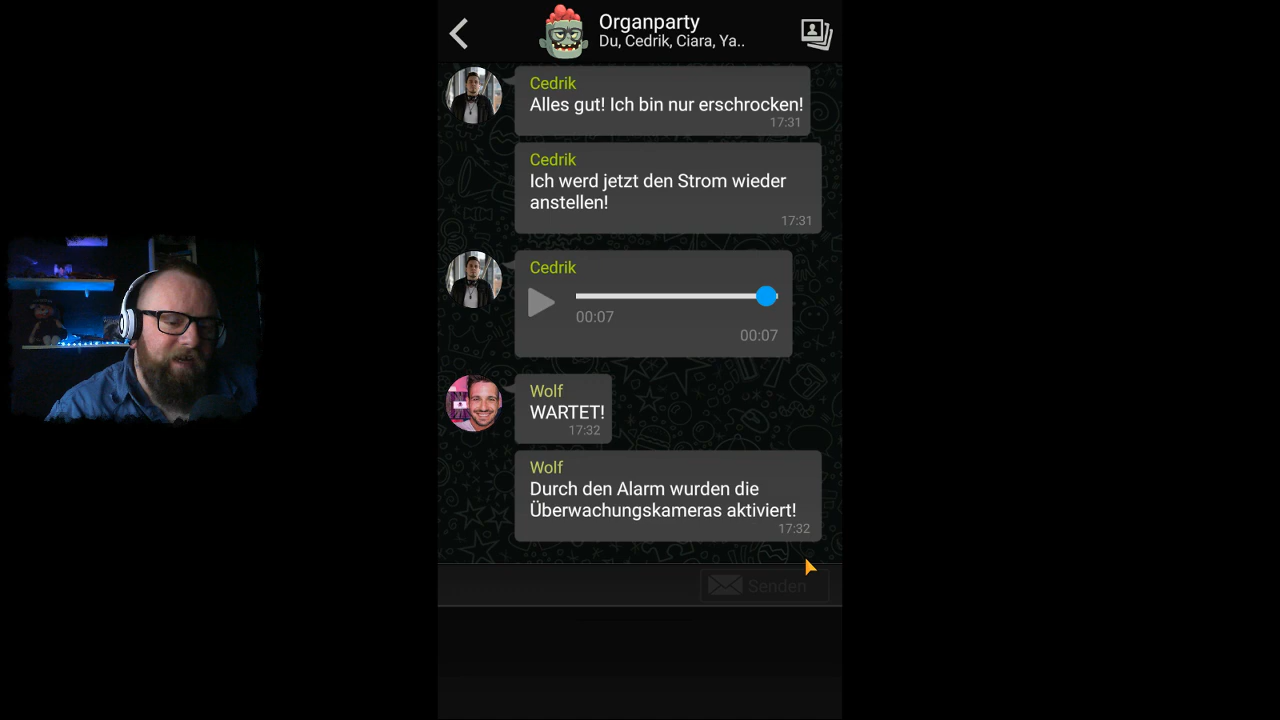 Organparty
Du, Cedrik, Ciara, Ya..
Cedrik
Alles gut! Ich bin nur erschrocken!
17:31
Cedrik
Ich werd jetzt den Strom wieder
anstellen!
17:31
Cedrik
00:07
00:07
Wolf
WARTET!
17:32
Wolf
Durch den Alarm wurden die
Überwachungskameras aktiviert!
17:32
Senden